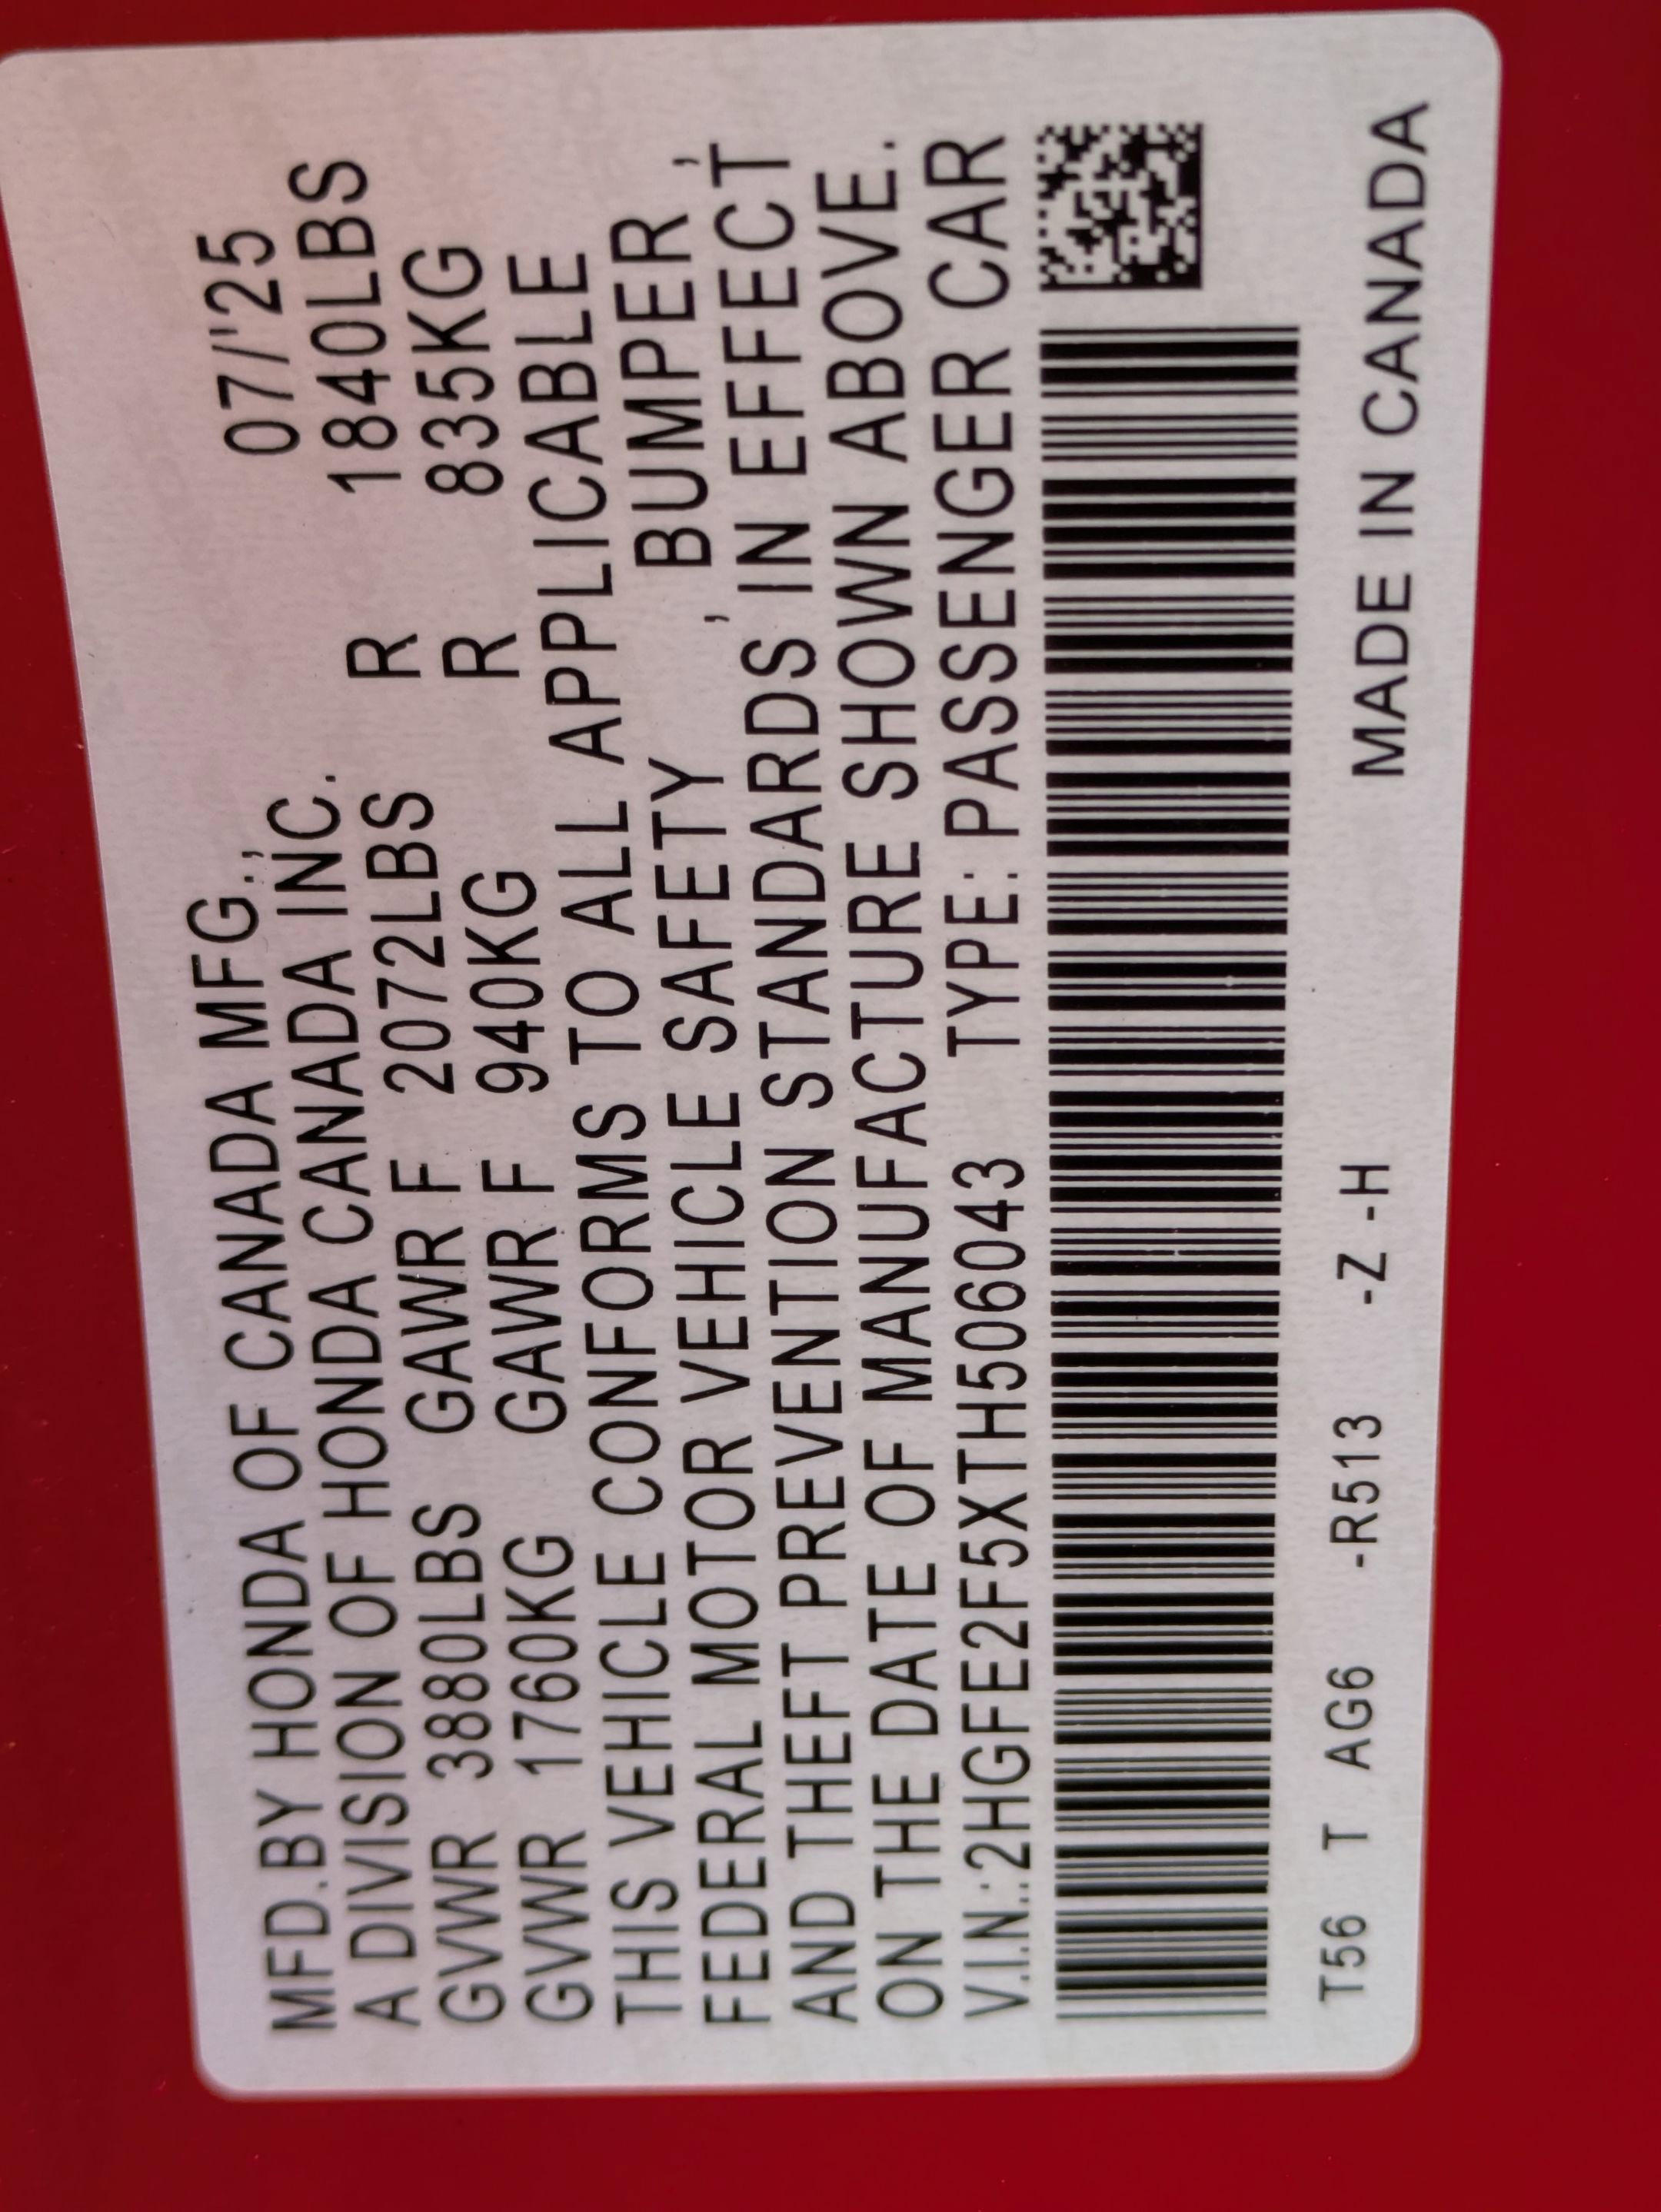 MFD.BY HONDA OF CANADA MFG., 07/'25
A DIVISION OF HONDA CANADA INC.
GVWR 3880LBS GAWR F 2072LBS R 1840LBS
GVWR 1760KG GAWR F 940KG R 835KG
THIS VEHICLE CONFORMS TO ALL APPLICABLE
FEDERAL MOTOR VEHICLE SAFETY, BUMPER,
AND THEFT PREVENTION STANDARDS IN EFFECT
ON THE DATE OF MANUFACTURE SHOWN ABOVE.
V.I.N.:2HGFE2F5XTH506043 TYPE: PASSENGER CAR
T56 T AG6 -R513 -Z -H MADE IN CANADA